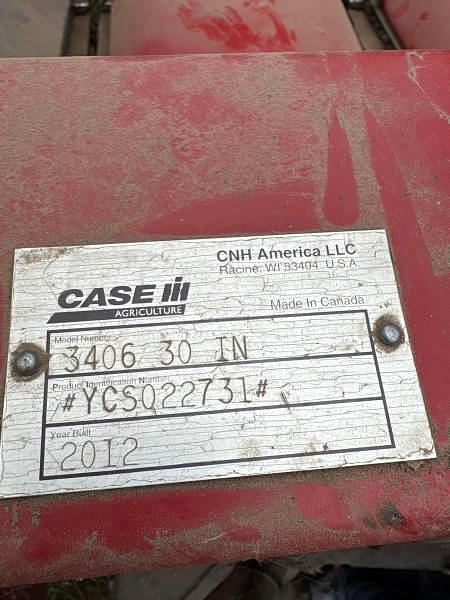 CNH America LLC
Racine, WI 53404 U.S.A.
CASE IH
AGRICULTURE
Made In Canada
Model Number
3406 30 IN
Product Identification Number
#YCS022731#
Year Built
2012